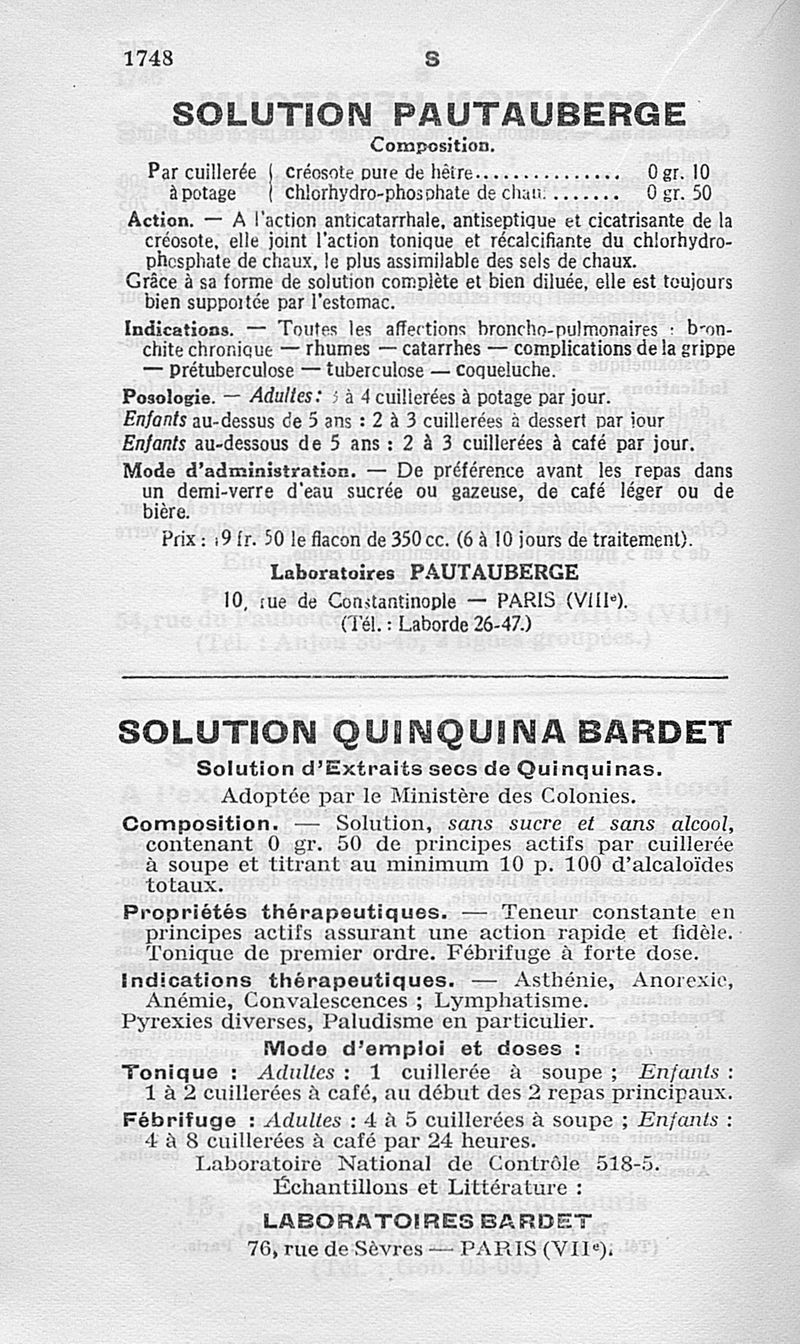 1748
S
SOLUTION PAUTAUBERGE
Composition.
Par cuillerée { créosote pure de hêtre............... 0 gr. 10
à potage { chlorhydro-phosphate de chaux........ 0 gr. 50
Action. — A l'action anticatarrhale, antiseptique et cicatrisante de la
créosote, elle joint l'action tonique et récalcifiante du chlorhydro-
phosphate de chaux, le plus assimilable des sels de chaux.
Grâce à sa forme de solution complète et bien diluée, elle est toujours
bien supportée par l'estomac.
Indications. — Toutes les affections broncho-pulmonaires : bron-
chite chronique — rhumes — catarrhes — complications de la grippe
— prétuberculose — tuberculose — coqueluche.
Posologie. — Adultes : 3 à 4 cuillerées à potage par jour.
Enfants au-dessus de 5 ans : 2 à 3 cuillerées à dessert par jour
Enfants au-dessous de 5 ans : 2 à 3 cuillerées à café par jour.
Mode d'administration. — De préférence avant les repas dans
un demi-verre d'eau sucrée ou gazeuse, de café léger ou de
bière.
Prix : 19 fr. 50 le flacon de 350 cc. (6 à 10 jours de traitement).
Laboratoires PAUTAUBERGE
10, rue de Constantinople — PARIS (VIIIe).
(Tél. : Laborde 26-47.)
SOLUTION QUINQUINA BARDET
Solution d'Extraits secs de Quinquinas.
Adoptée par le Ministère des Colonies.
Composition. — Solution, sans sucre et sans alcool,
contenant 0 gr. 50 de principes actifs par cuillerée
à soupe et titrant au minimum 10 p. 100 d'alcaloïdes
totaux.
Propriétés thérapeutiques. — Teneur constante en
principes actifs assurant une action rapide et fidèle.
Tonique de premier ordre. Fébrifuge à forte dose.
Indications thérapeutiques. — Asthénie, Anorexie,
Anémie, Convalescences ; Lymphatisme.
Pyrexies diverses, Paludisme en particulier.
Mode d'emploi et doses :
Tonique : Adultes : 1 cuillerée à soupe ; Enfants :
1 à 2 cuillerées à café, au début des 2 repas principaux.
Fébrifuge : Adultes : 4 à 5 cuillerées à soupe ; Enfants :
4 à 8 cuillerées à café par 24 heures.
Laboratoire National de Contrôle 518-5.
Échantillons et Littérature :
LABORATOIRES BARDET
76, rue de Sèvres — PARIS (VIIe).